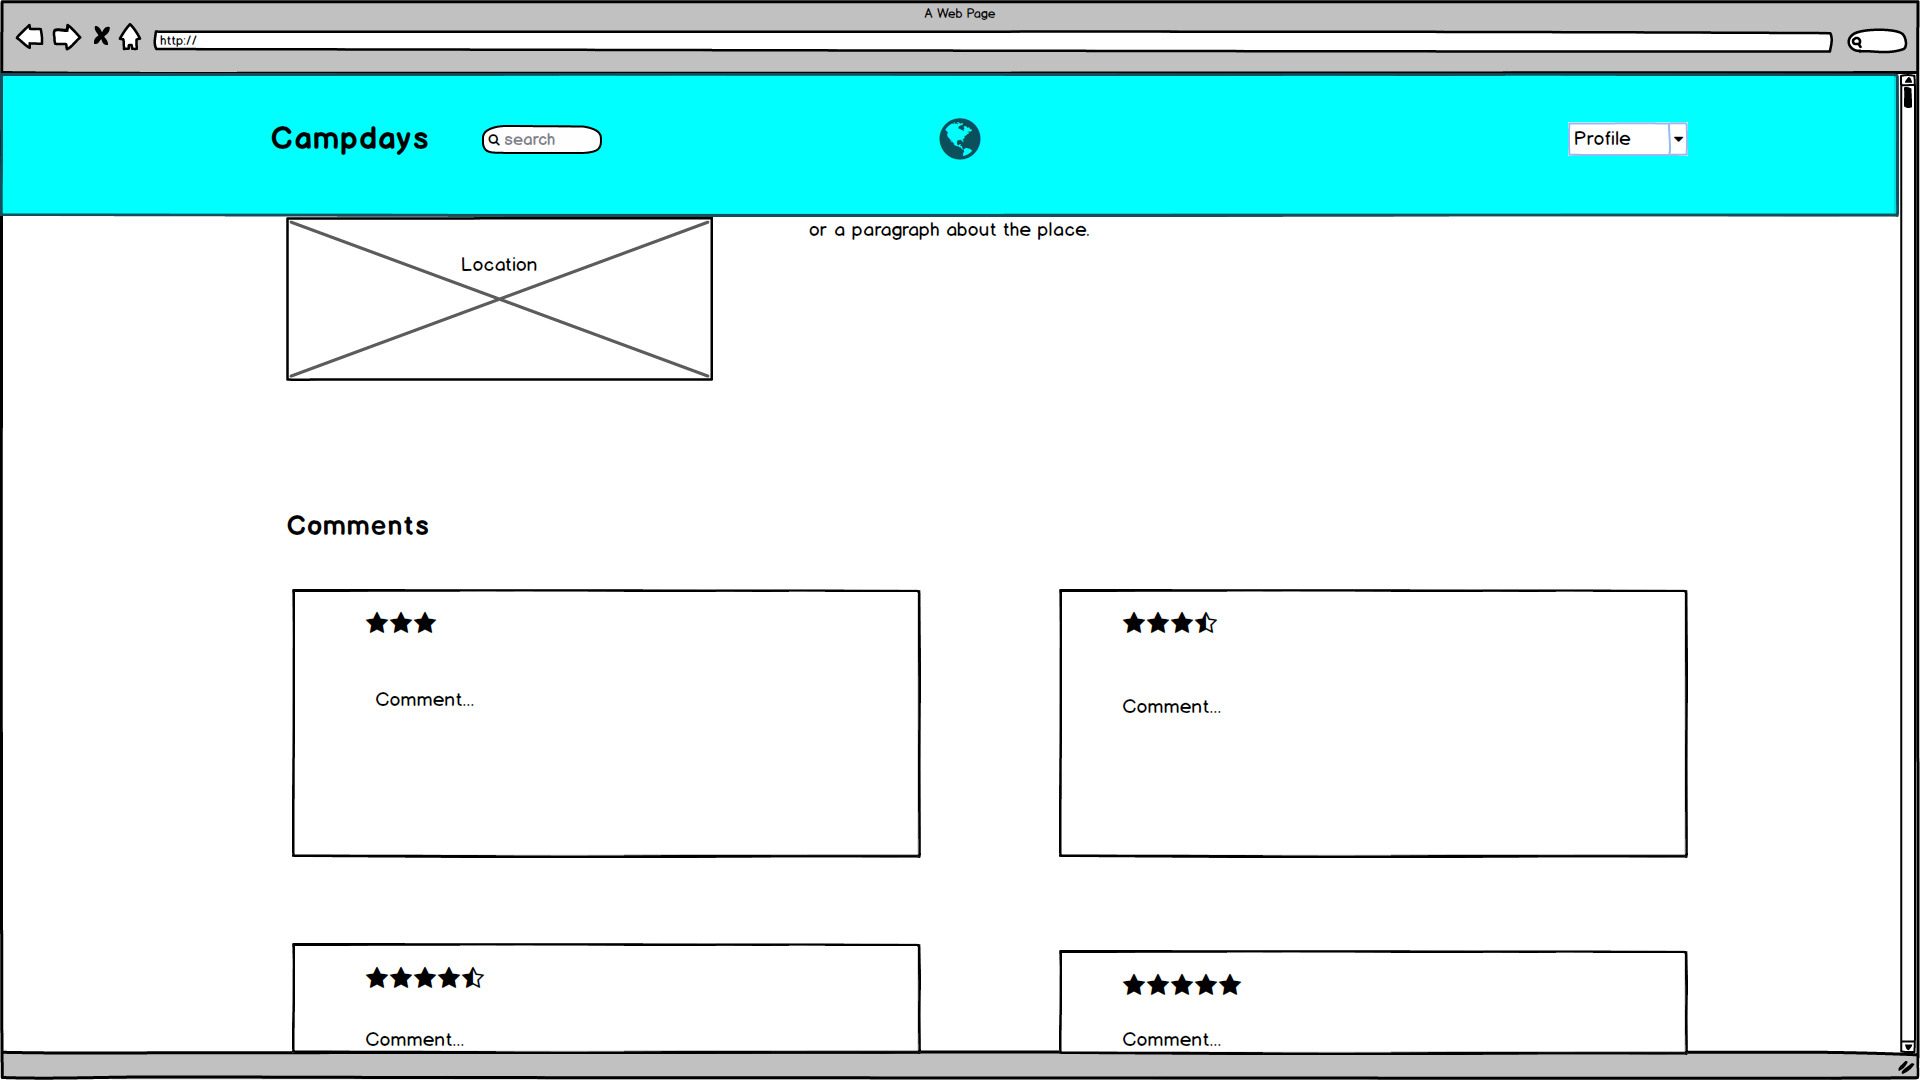 A Web Page
http://
Campdays
search
Profile
or a paragraph about the place.
Location
Comments
Comment...
Comment...
Comment...
Comment...